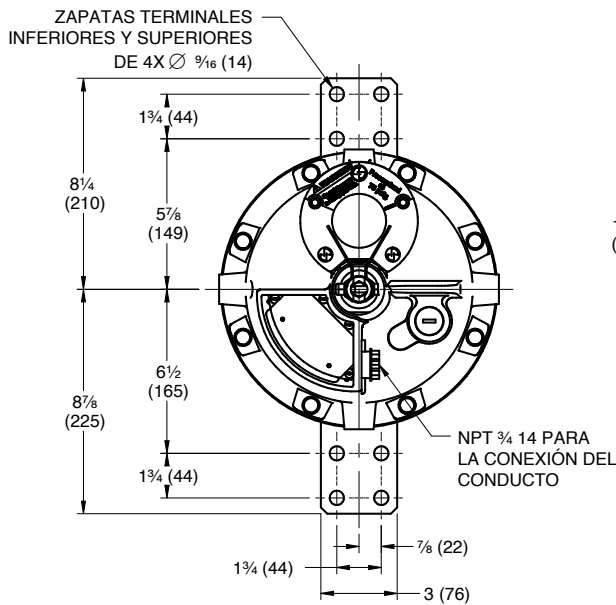 ZAPATAS TERMINALES
INFERIORES Y SUPERIORES
DE 4X ∅ 9⁄16 (14)
1¾ (44)
8¼
(210)
5⅞
(149)
(
6½
(165)
8⅞
(225)
1¾ (44)
NPT ¾ 14 PARA
LA CONEXIÓN DEL
CONDUCTO
⅞ (22)
1¾ (44)
3 (76)